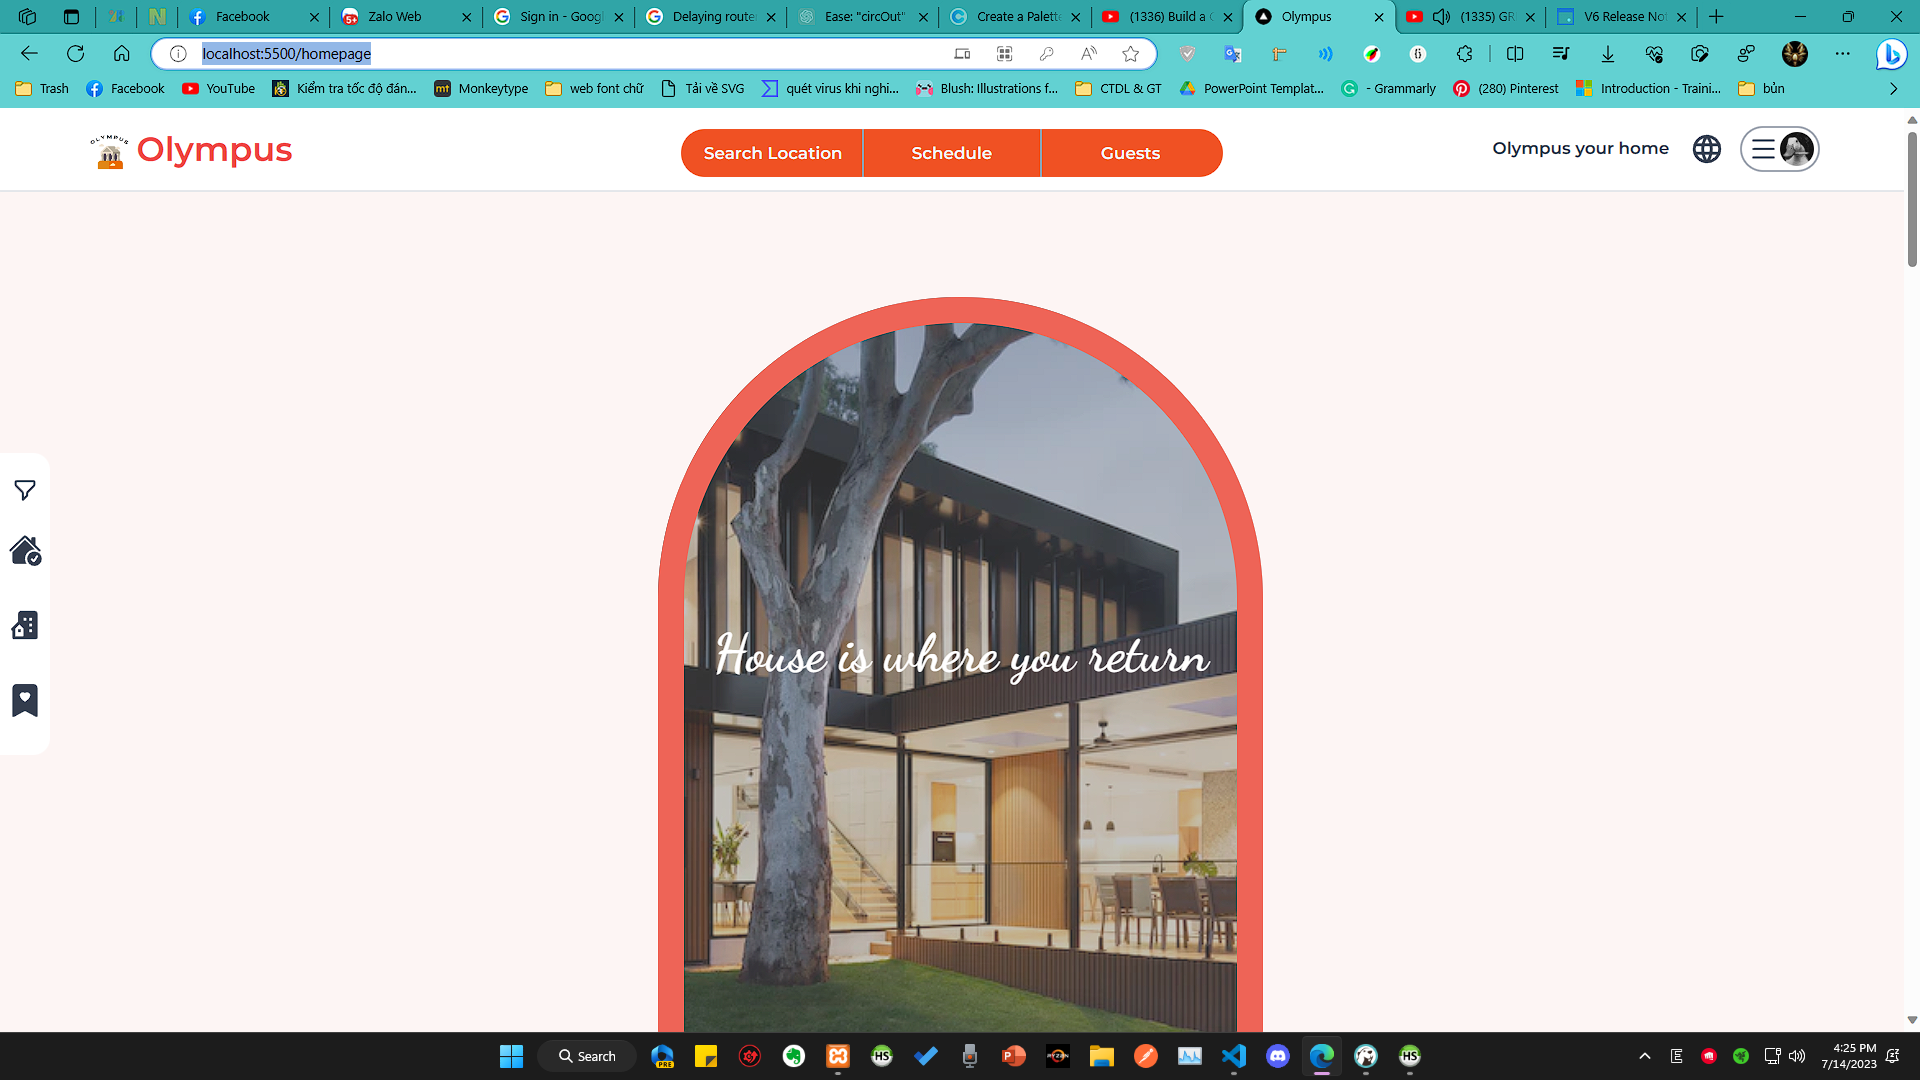 Facebook
Zalo Web
Sign in - Googl
Delaying router
Ease: "circOut"
Create a Palette
(1336) Build a C
Olympus
(1335) GR
V6 Release Not
localhost:5500/homepage
Trash
Facebook
YouTube
Kiểm tra tốc độ đán...
Monkeytype
web font chữ
Tải về SVG
quét virus khi nghi...
Blush: Illustrations f...
CTDL & GT
PowerPoint Templat...
- Grammarly
(280) Pinterest
Introduction - Traini...
bủn
OLYMPUS
Olympus
Search Location
Schedule
Guests
Olympus your home
House is where you return
Search
4:25 PM
7/14/2023